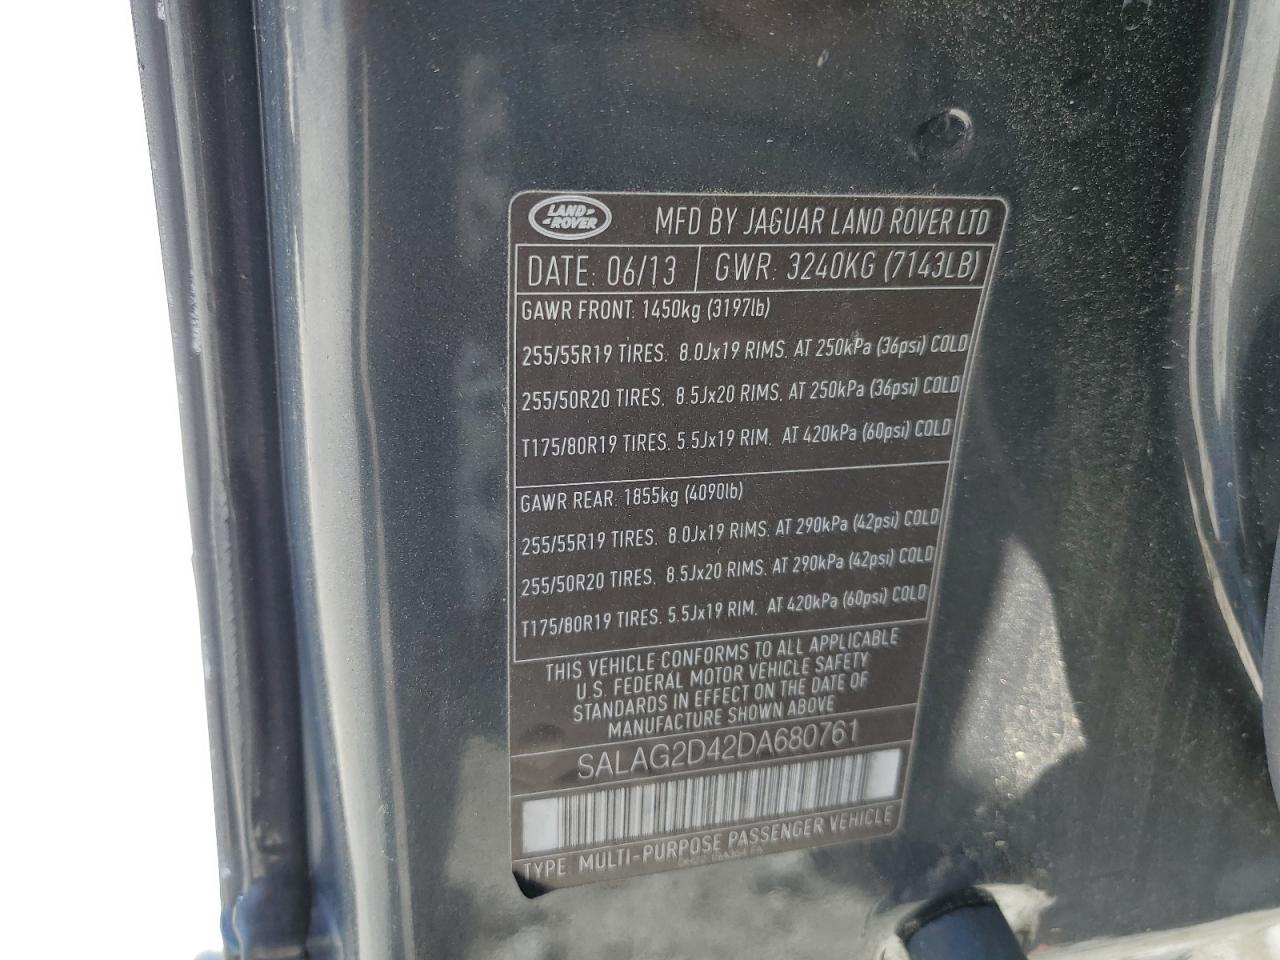 LAND
ROVER
MFD BY JAGUAR LAND ROVER LTD
DATE: 06/13 GWR: 3240KG (7143LB)
GAWR FRONT: 1450kg (3197lb)
255/55R19 TIRES. 8.0Jx19 RIMS. AT 250kPa (36psi) COLD
255/50R20 TIRES. 8.5Jx20 RIMS. AT 250kPa (36psi) COLD
T175/80R19 TIRES. 5.5Jx19 RIM. AT 420kPa (60psi) COLD
GAWR REAR: 1855kg (4090lb)
255/55R19 TIRES. 8.0Jx19 RIMS. AT 290kPa (42psi) COLD
255/50R20 TIRES. 8.5Jx20 RIMS. AT 290kPa (42psi) COLD
T175/80R19 TIRES. 5.5Jx19 RIM. AT 420kPa (60psi) COLD
THIS VEHICLE CONFORMS TO ALL APPLICABLE
U.S. FEDERAL MOTOR VEHICLE SAFETY
STANDARDS IN EFFECT ON THE DATE OF
MANUFACTURE SHOWN ABOVE
SALAG2D42DA680761
TYPE: MULTI-PURPOSE PASSENGER VEHICLE